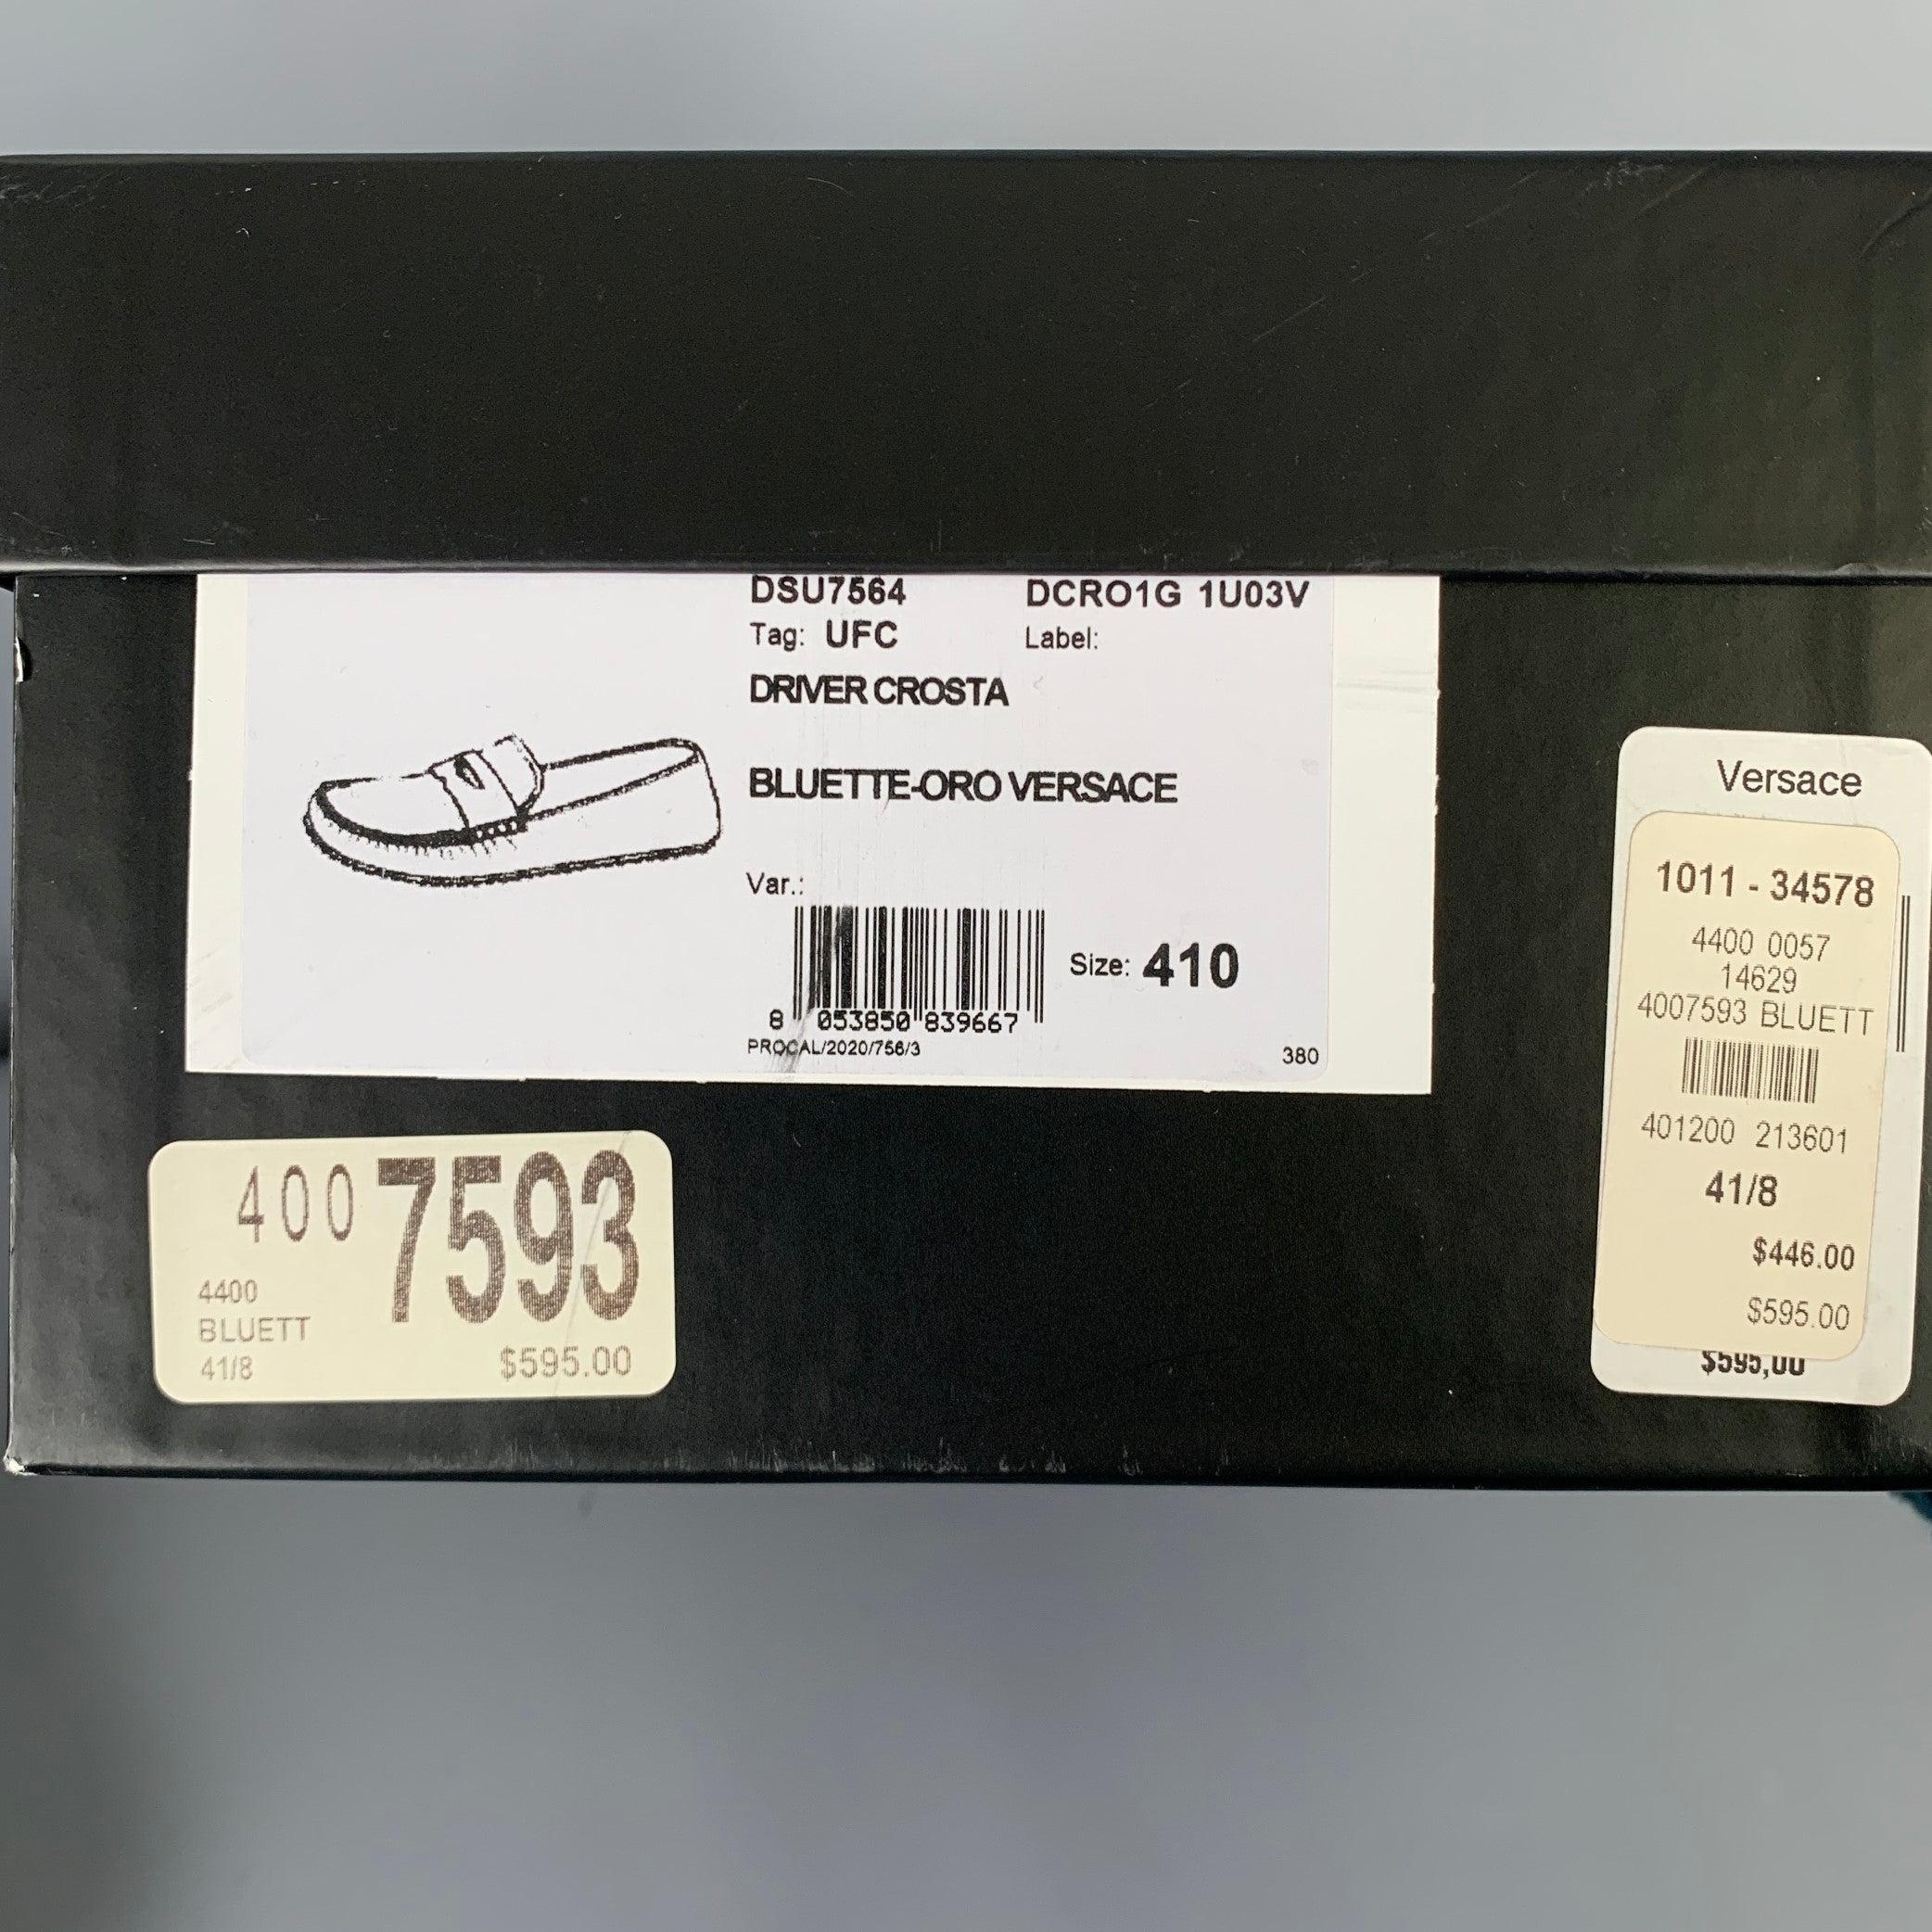 DSU7564 DCRO1G 1U03V
Tag: UFC Label:
DRIVER CROSTA
BLUETTE-ORO VERSACE
Var.:
Size: 410
8 053850 839667
PROCAL/2020/756/3 380
4007593
4400
BLUETT
41/8 $595.00
Versace
1011 - 34578
4400 0057
14629
4007593 BLUETT
401200 213601
41/8
$446.00
$595.00
$595,00